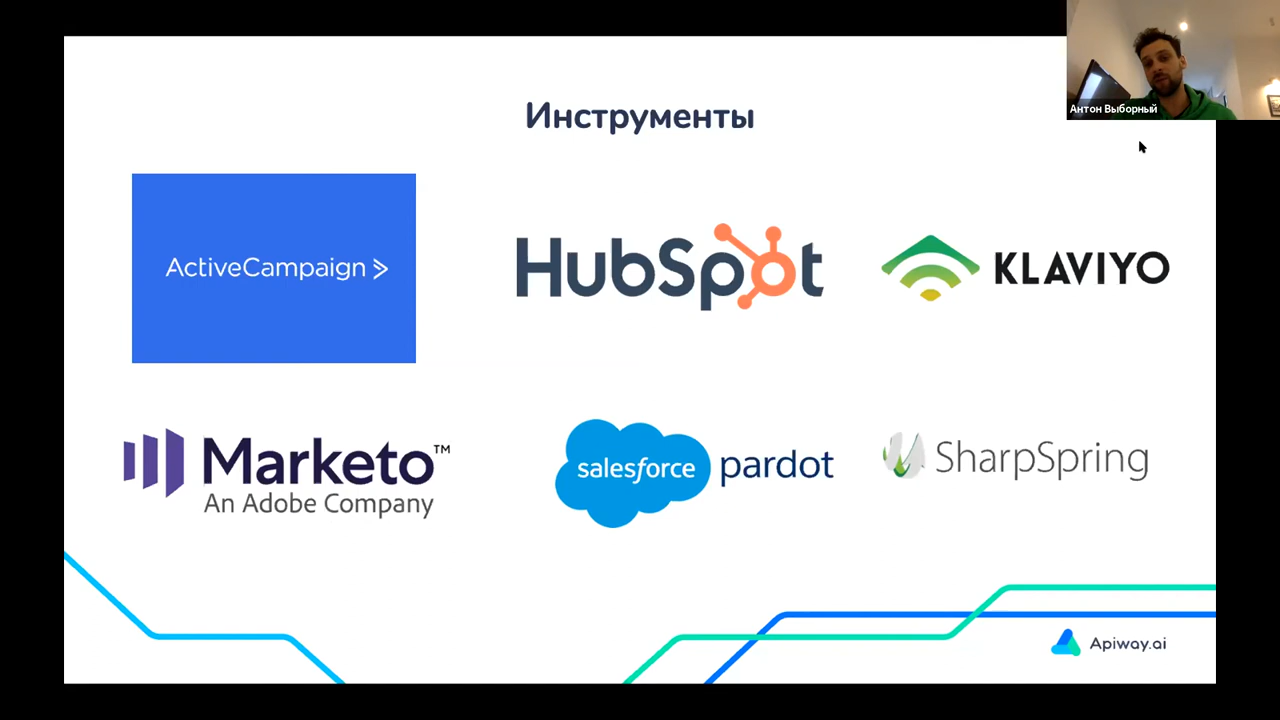 Антон Выборный
Инструменты
ActiveCampaign
HubSpot
KLAVIYO
Marketo™
An Adobe Company
salesforce pardot
SharpSpring
Apiway.ai